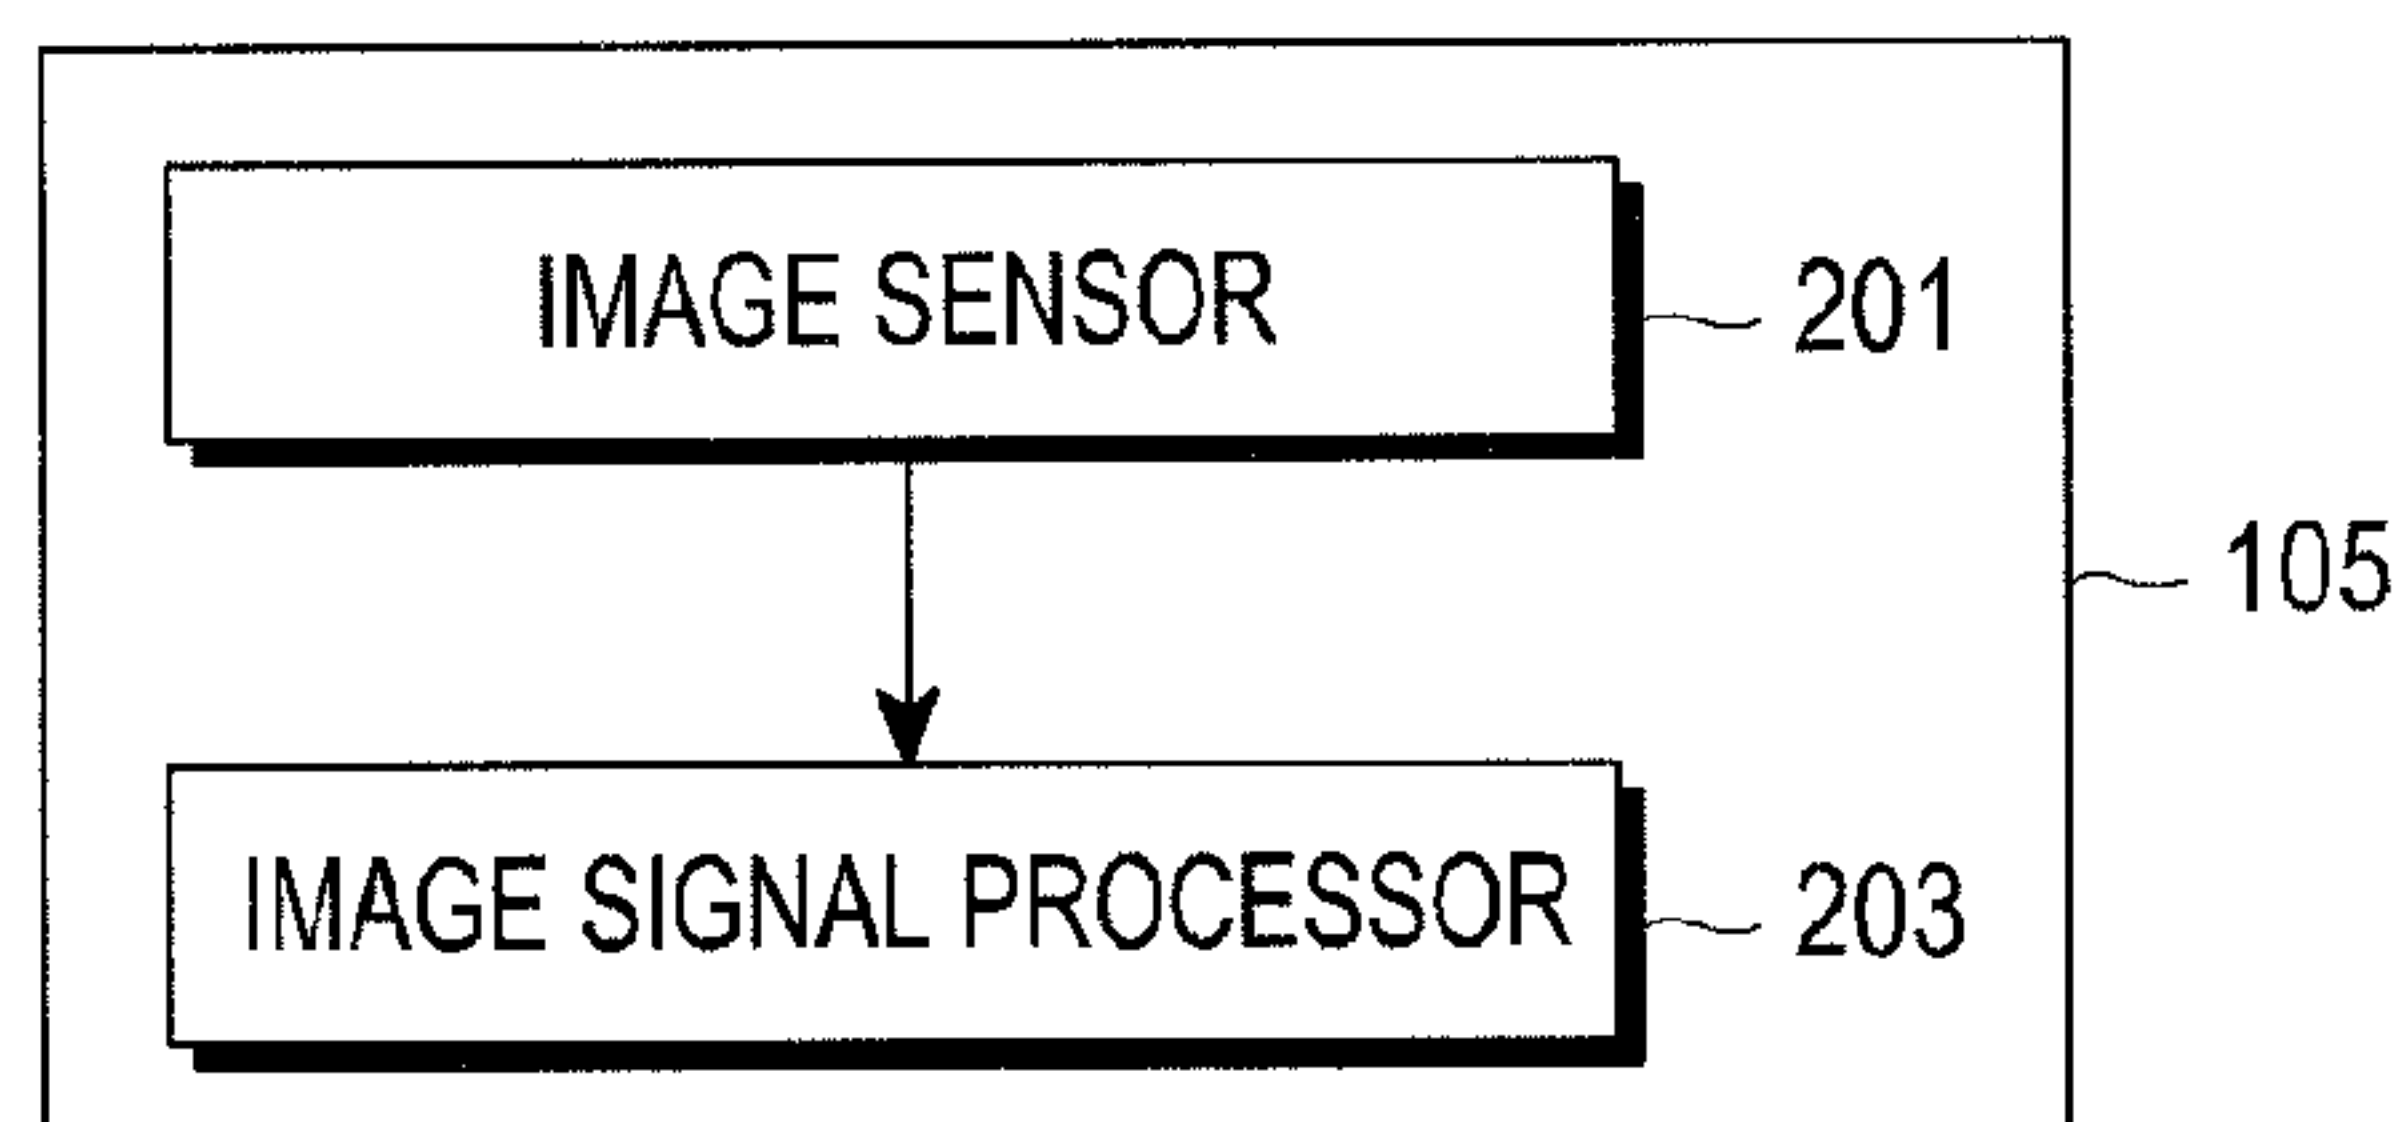 IMAGE SENSOR
201
105
IMAGE SIGNAL PROCESSOR
203